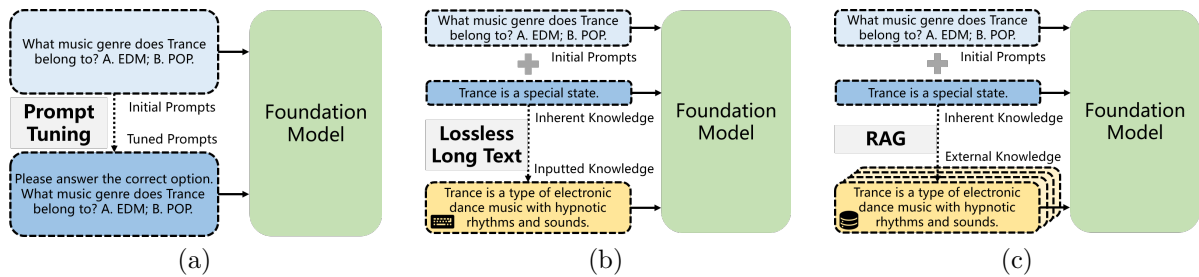 What music genre does Trance
belong to? A. EDM; B. POP.
Initial Prompts
Prompt
Tuning
Tuned Prompts
Please answer the correct option.
What music genre does Trance
belong to? A. EDM; B. POP.
Foundation
Model
(a)
What music genre does Trance
belong to? A. EDM; B. POP.
Initial Prompts
Trance is a special state.
Inherent Knowledge
Lossless
Long Text
Inputted Knowledge
Trance is a type of electronic
dance music with hypnotic
rhythms and sounds.
Foundation
Model
(b)
What music genre does Trance
belong to? A. EDM; B. POP.
Initial Prompts
Trance is a special state.
Inherent Knowledge
RAG
External Knowledge
Trance is a type of electronic
dance music with hypnotic
rhythms and sounds.
Foundation
Model
(c)